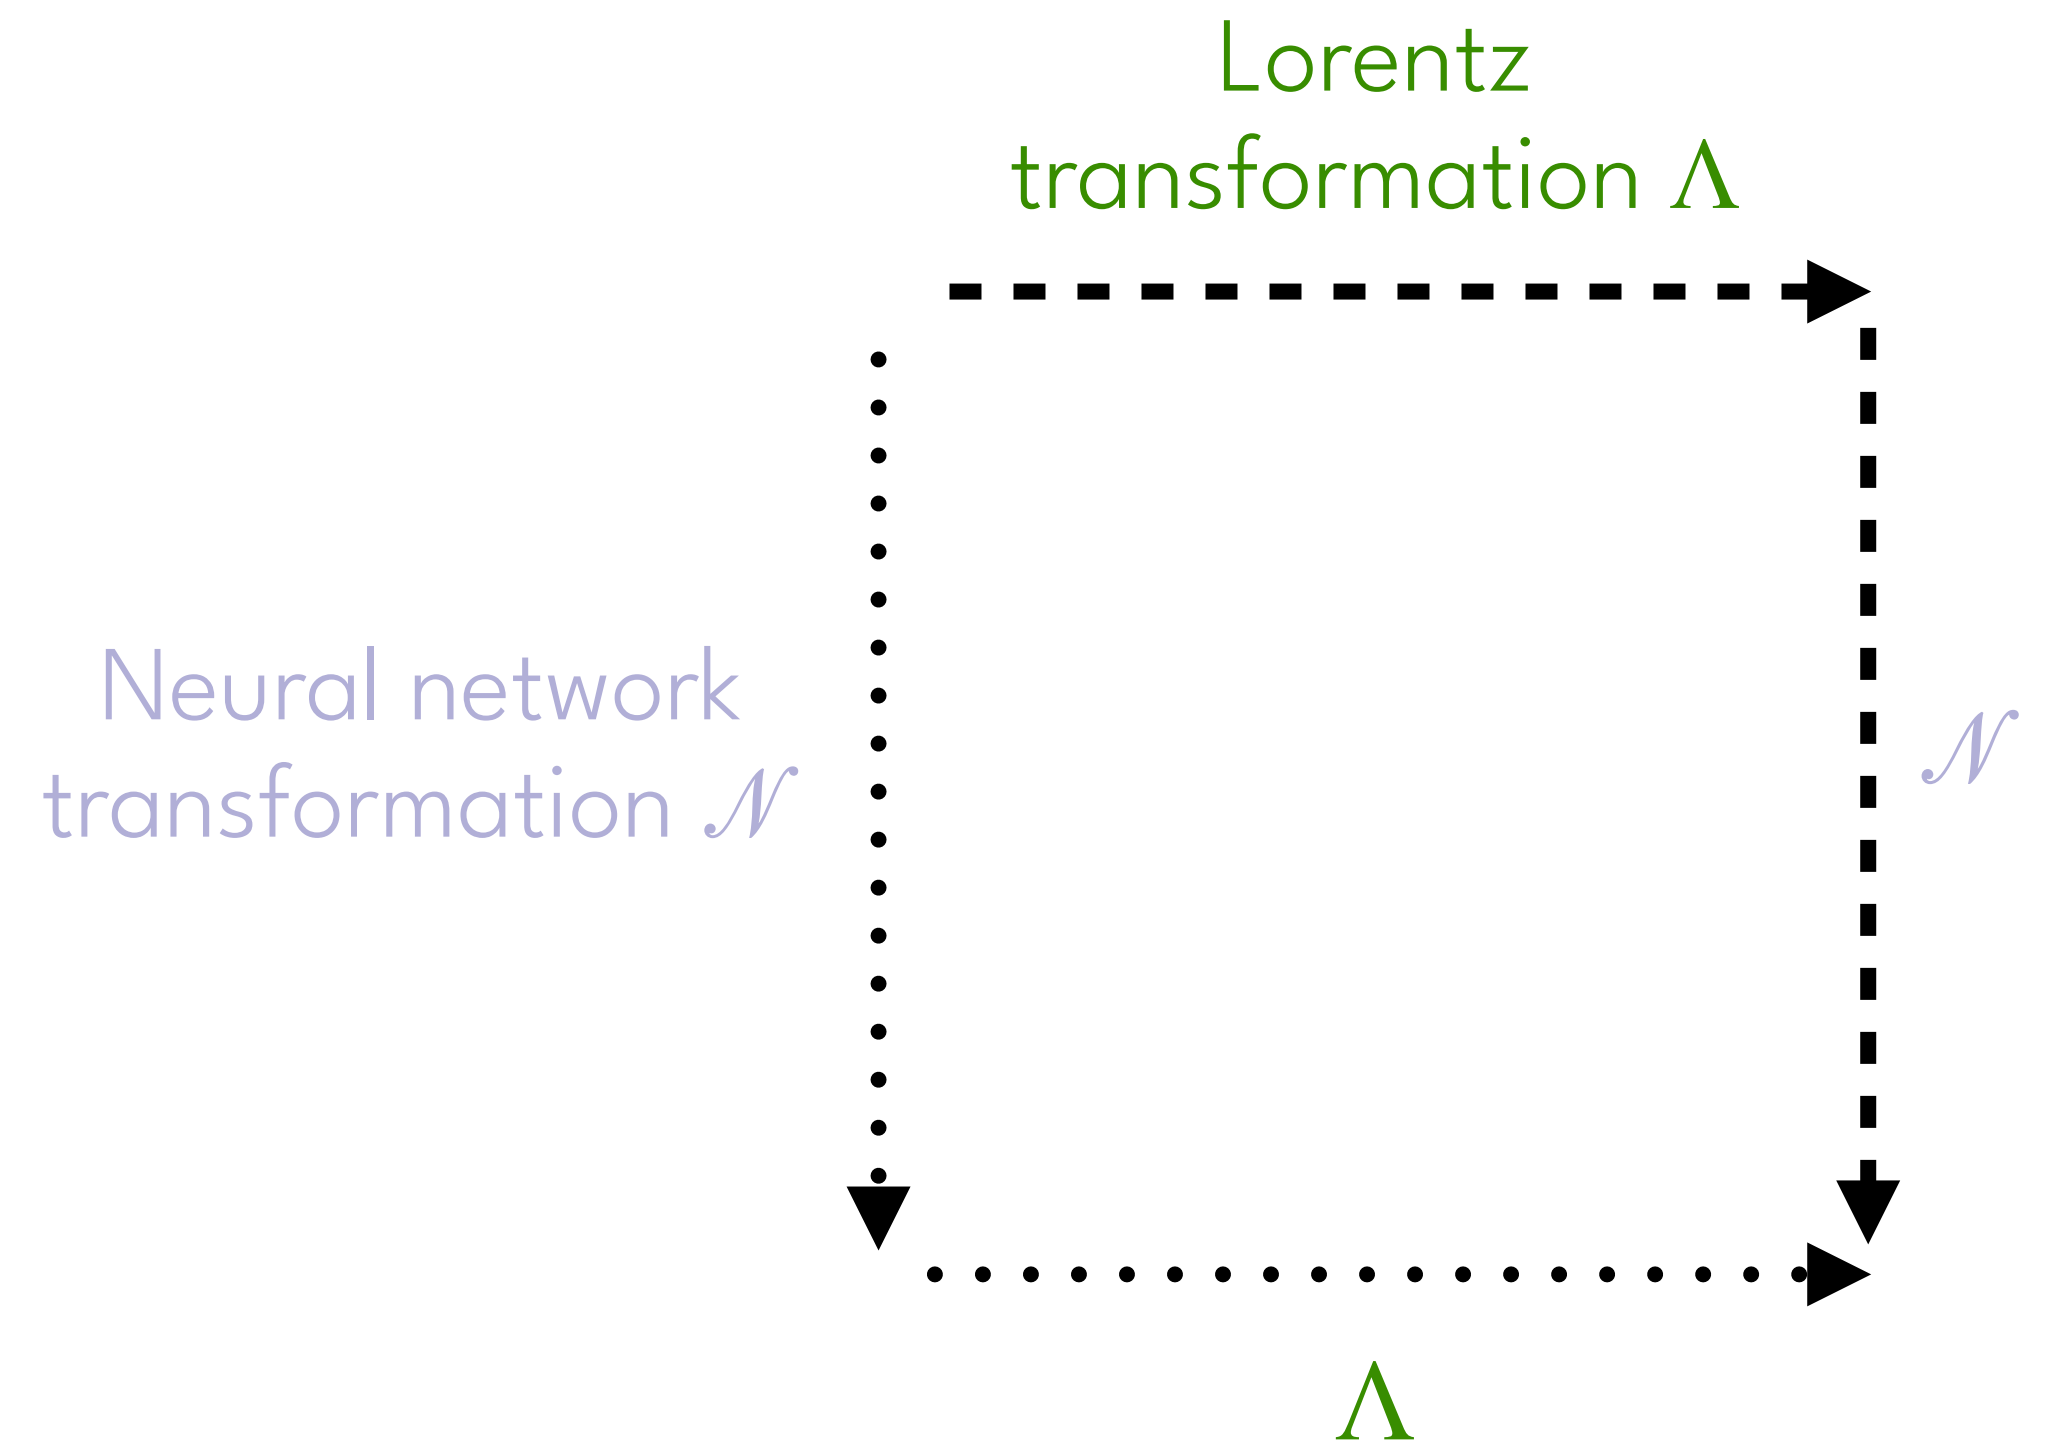 Lorentz
transformation Λ
Neural network
transformation 𝒩
𝒩
Λ